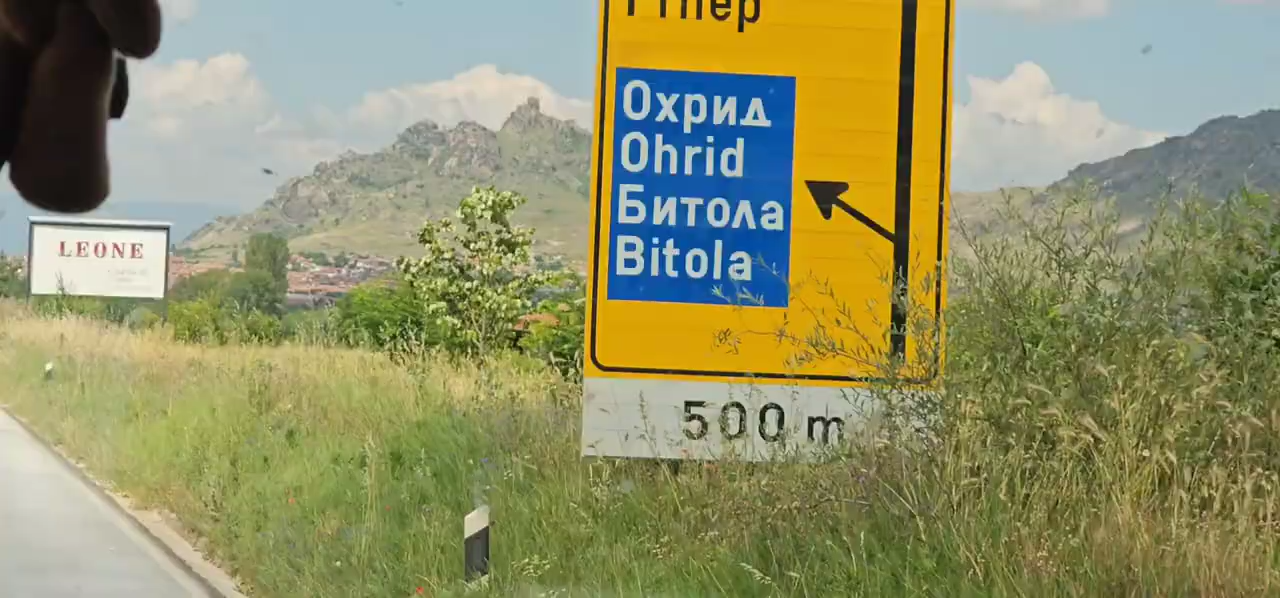 Охрид
Ohrid
Битола
Bitola
500 m
LEONE